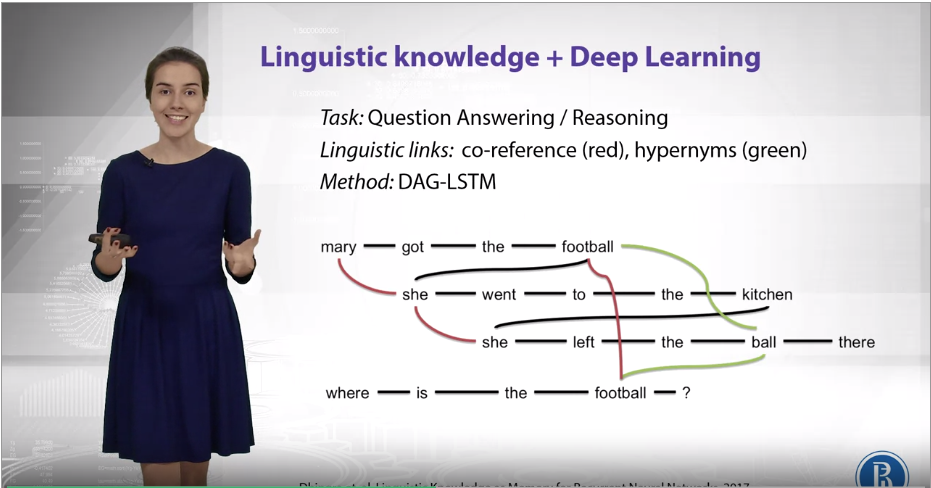 Linguistic knowledge + Deep Learning
Task: Question Answering / Reasoning
Linguistic links: co-reference (red), hypernyms (green)
Method: DAG-LSTM
mary got the football
she went to the kitchen
she left the ball there
where is the football ?